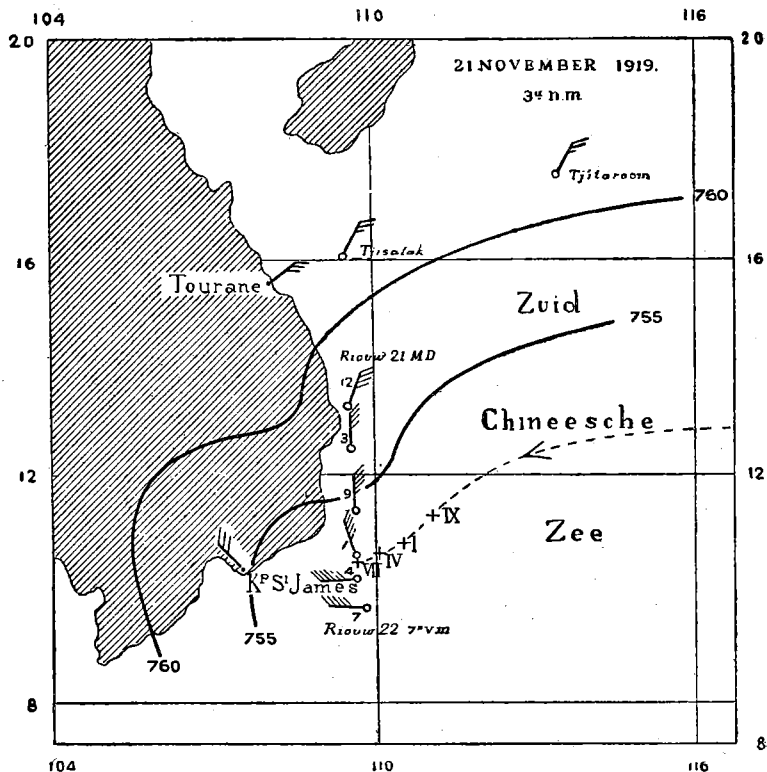 104 110 116
20 20
21 NOVEMBER 1919.
3ᵘ n.m
Tjitaroem
760
Tjisalak
16 16
Tourane
Zuid
755
Riouw 21 MD
12
Chineesche
3
12 12
9
IX
1
I
Zee
IV
VII
4
Kᵖ Sᵗ James
7
Riouw 22 7ᵘ v.m
755
760
8 8
104 110 116